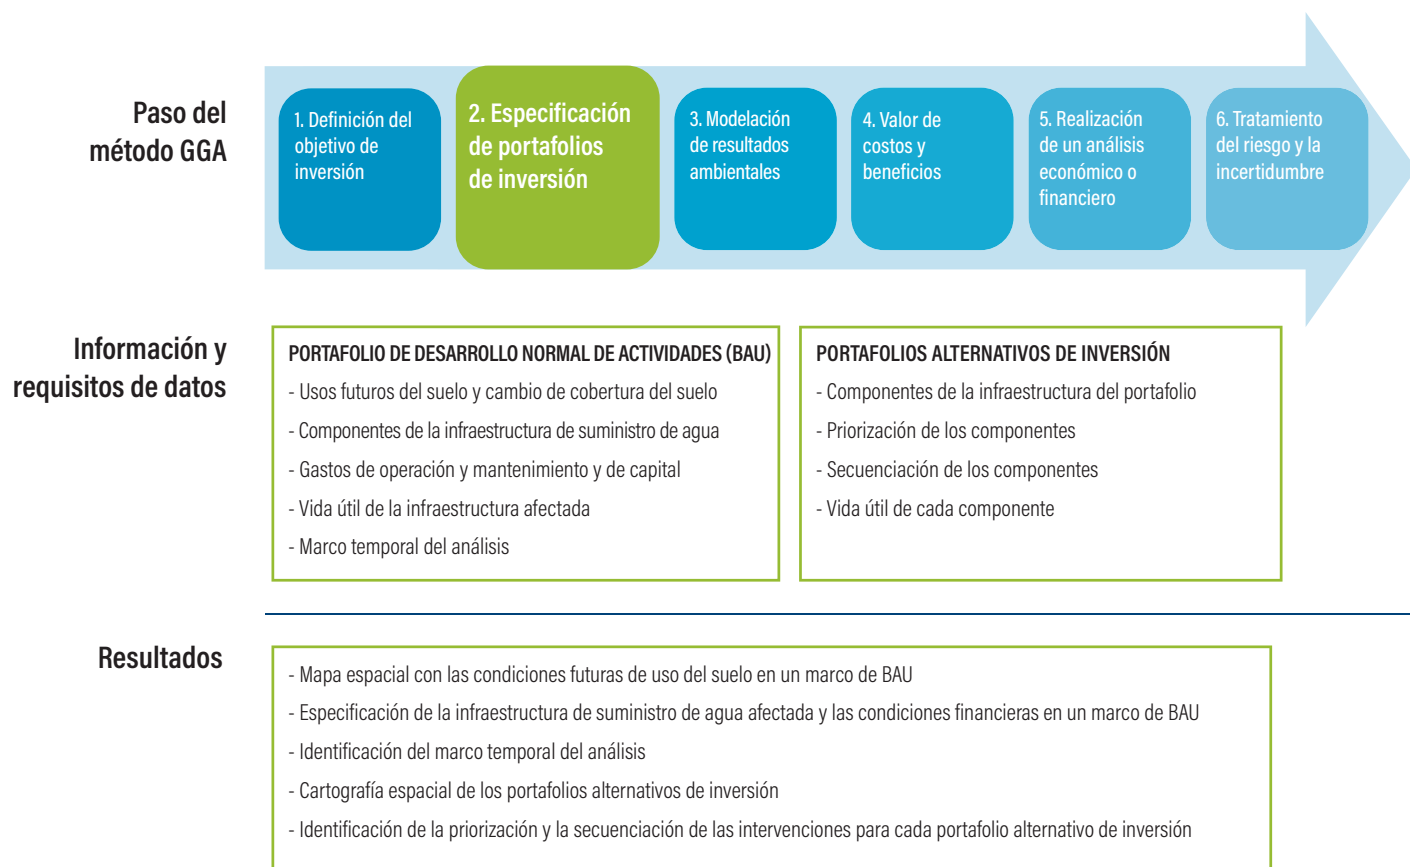 Paso del
método GGA
1. Definición del
objetivo de
inversión
2. Especificación
de portafolios
de inversión
3. Modelación
de resultados
ambientales
4. Valor de
costos y
beneficios
5. Realización
de un análisis
económico o
financiero
6. Tratamiento
del riesgo y la
incertidumbre
Información y
requisitos de datos
PORTAFOLIO DE DESARROLLO NORMAL DE ACTIVIDADES (BAU)
- Usos futuros del suelo y cambio de cobertura del suelo
- Componentes de la infraestructura de suministro de agua
- Gastos de operación y mantenimiento y de capital
- Vida útil de la infraestructura afectada
- Marco temporal del análisis
PORTAFOLIOS ALTERNATIVOS DE INVERSIÓN
- Componentes de la infraestructura del portafolio
- Priorización de los componentes
- Secuenciación de los componentes
- Vida útil de cada componente
Resultados
- Mapa espacial con las condiciones futuras de uso del suelo en un marco de BAU
- Especificación de la infraestructura de suministro de agua afectada y las condiciones financieras en un marco de BAU
- Identificación del marco temporal del análisis
- Cartografía espacial de los portafolios alternativos de inversión
- Identificación de la priorización y la secuenciación de las intervenciones para cada portafolio alternativo de inversión